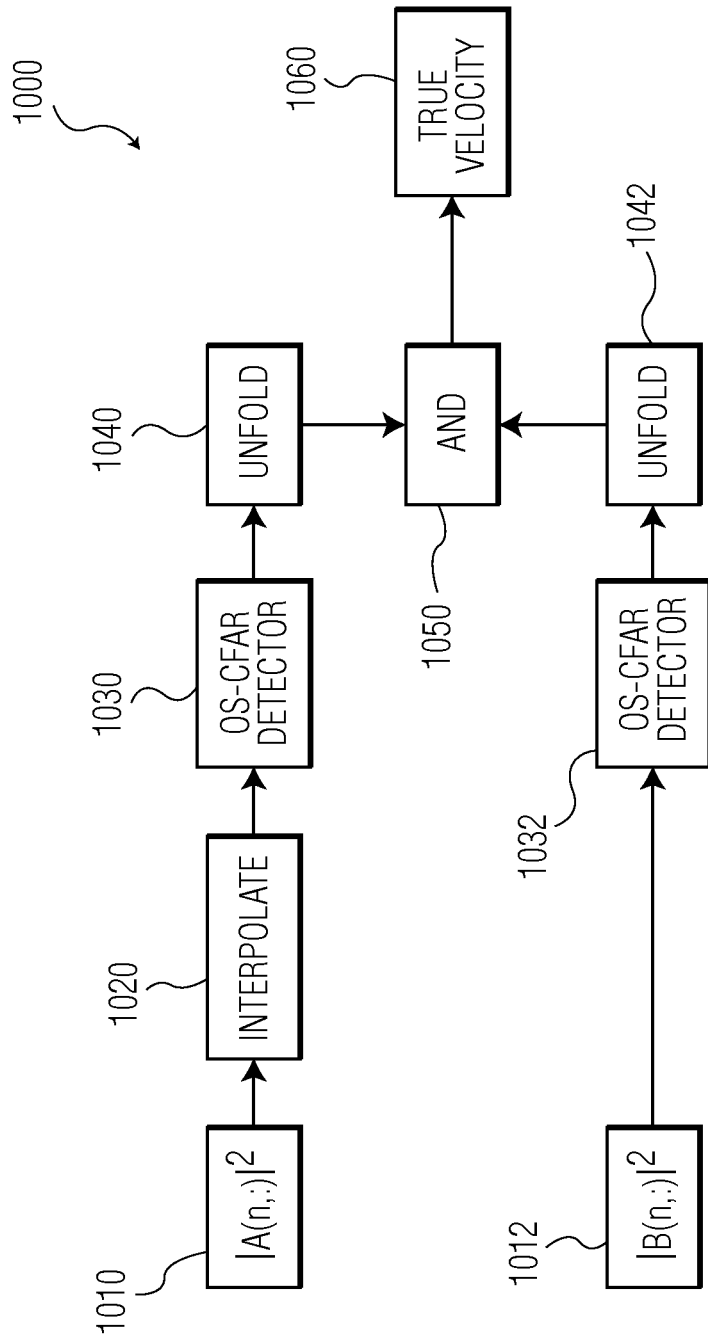 1000
1010
|A(n,:)|²
1020
INTERPOLATE
1030
OS-CFAR
DETECTOR
1040
UNFOLD
1050
AND
1060
TRUE
VELOCITY
1012
|B(n,:)|²
1032
OS-CFAR
DETECTOR
1042
UNFOLD